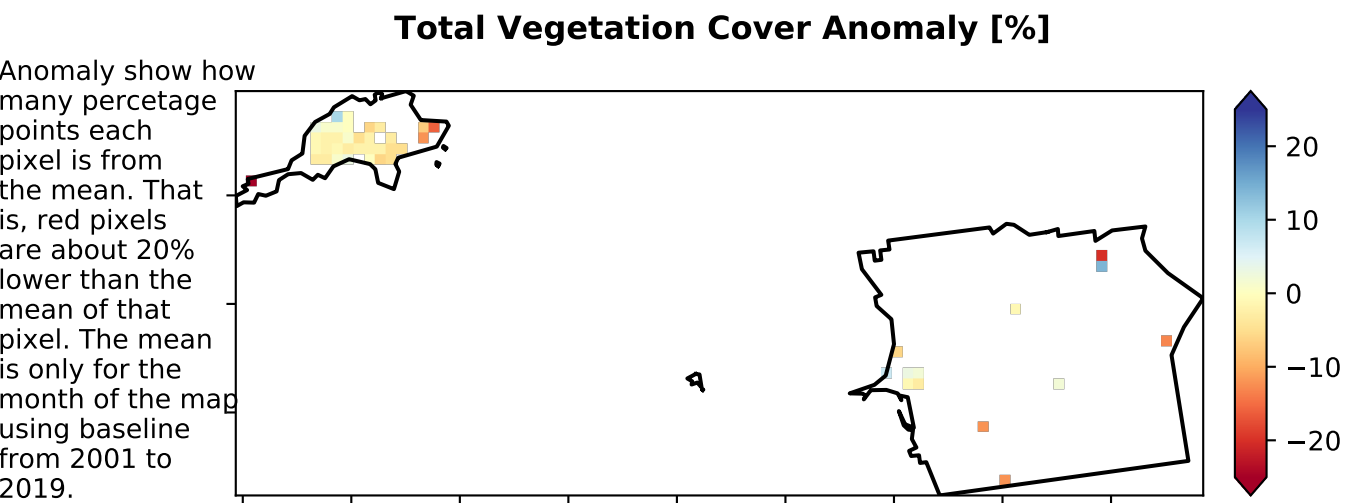 Total Vegetation Cover Anomaly [%]
Anomaly show how
many percetage
points each
pixel is from
the mean. That
is, red pixels
are about 20%
lower than the
mean of that
pixel. The mean
is only for the
month of the map
using baseline
from 2001 to
2019.
20
10
0
−10
−20